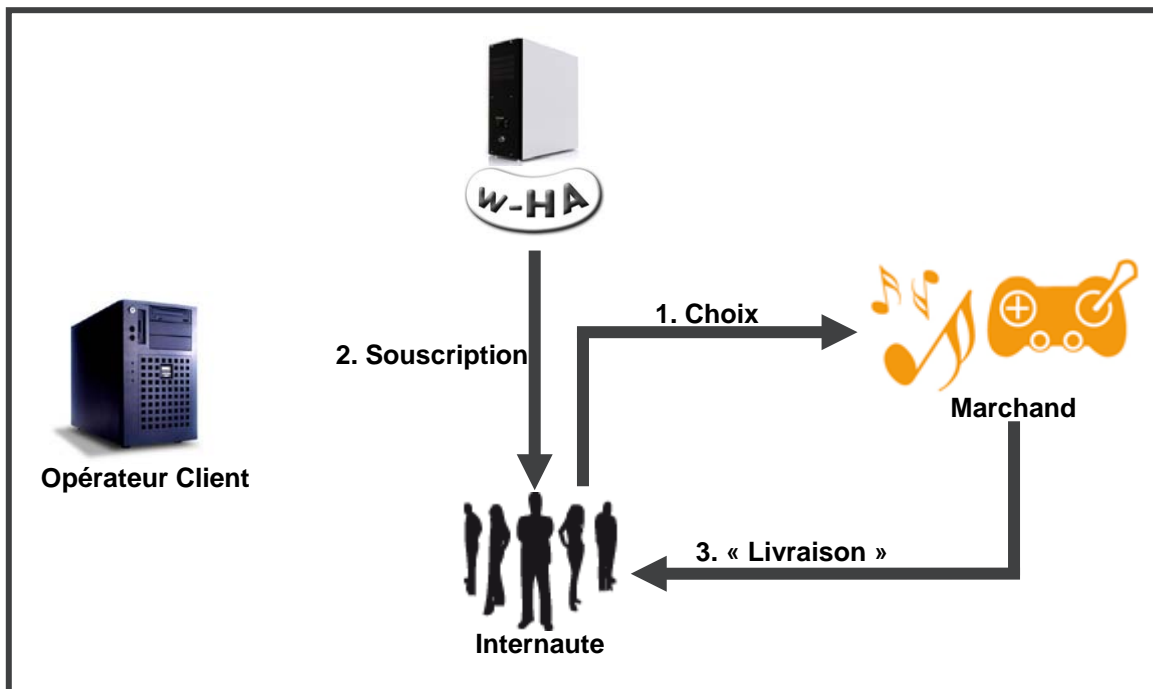 W-HA
1. Choix
2. Souscription
Marchand
Opérateur Client
3. « Livraison »
Internaute